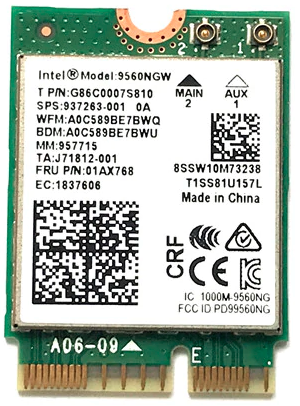 2 1
Intel® Model:9560NGW
T P/N:G86C0007S810
SPS:937263-001 0A
WFM:A0C589BE7BWQ
BDM:A0C589BE7BWU
MM:957715
TA:J71812-001
FRU P/N:01AX768
EC:1837606
MAIN AUX
2 1
8SSW10M73238
T1SS81U157L
Made in China
CRF
CCC
CE
IC 1000M-9560NG
FCC ID PD99560NG
A06-09
E